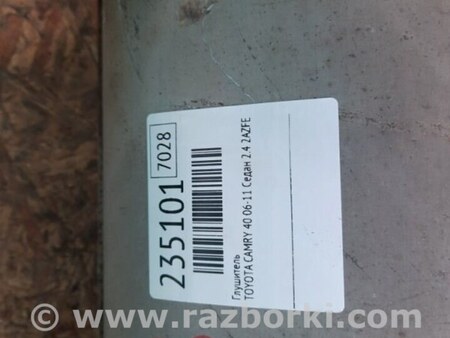 235101
7028
Глушитель
TOYOTA CAMRY 40 06-11 Седан 2.4 2AZFE
© www.razborki.com